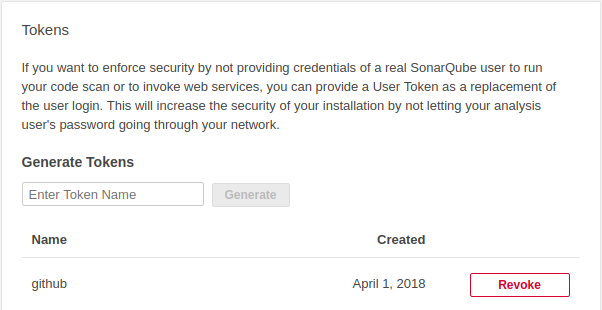 Tokens
If you want to enforce security by not providing credentials of a real SonarQube user to run
your code scan or to invoke web services, you can provide a User Token as a replacement of
the user login. This will increase the security of your installation by not letting your analysis
user's password going through your network.
Generate Tokens
Enter Token Name Generate
Name Created
github April 1, 2018 Revoke